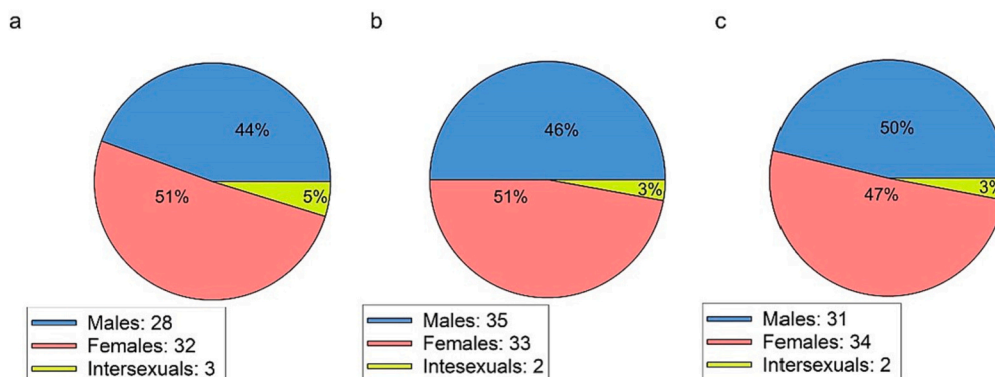 a
44%
51%
5%
Males: 28
Females: 32
Intersexuals: 3
b
46%
51%
3%
Males: 35
Females: 33
Intesexuals: 2
c
50%
47%
3%
Males: 31
Females: 34
Intersexuals: 2